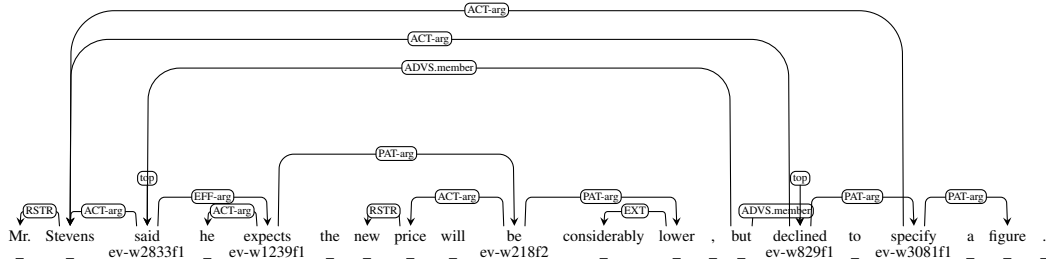 ACT-arg
ACT-arg
ADVS.member
PAT-arg
top top
EFF-arg ACT-arg PAT-arg PAT-arg PAT-arg
RSTR ACT-arg ACT-arg RSTR EXT ADVS.member
Mr. Stevens said he expects the new price will be considerably lower , but declined to specify a figure .
_ _ ev-w2833f1 _ ev-w1239f1 _ _ _ _ ev-w218f2 _ _ _ _ ev-w829f1 _ ev-w3081f1 _ _ _